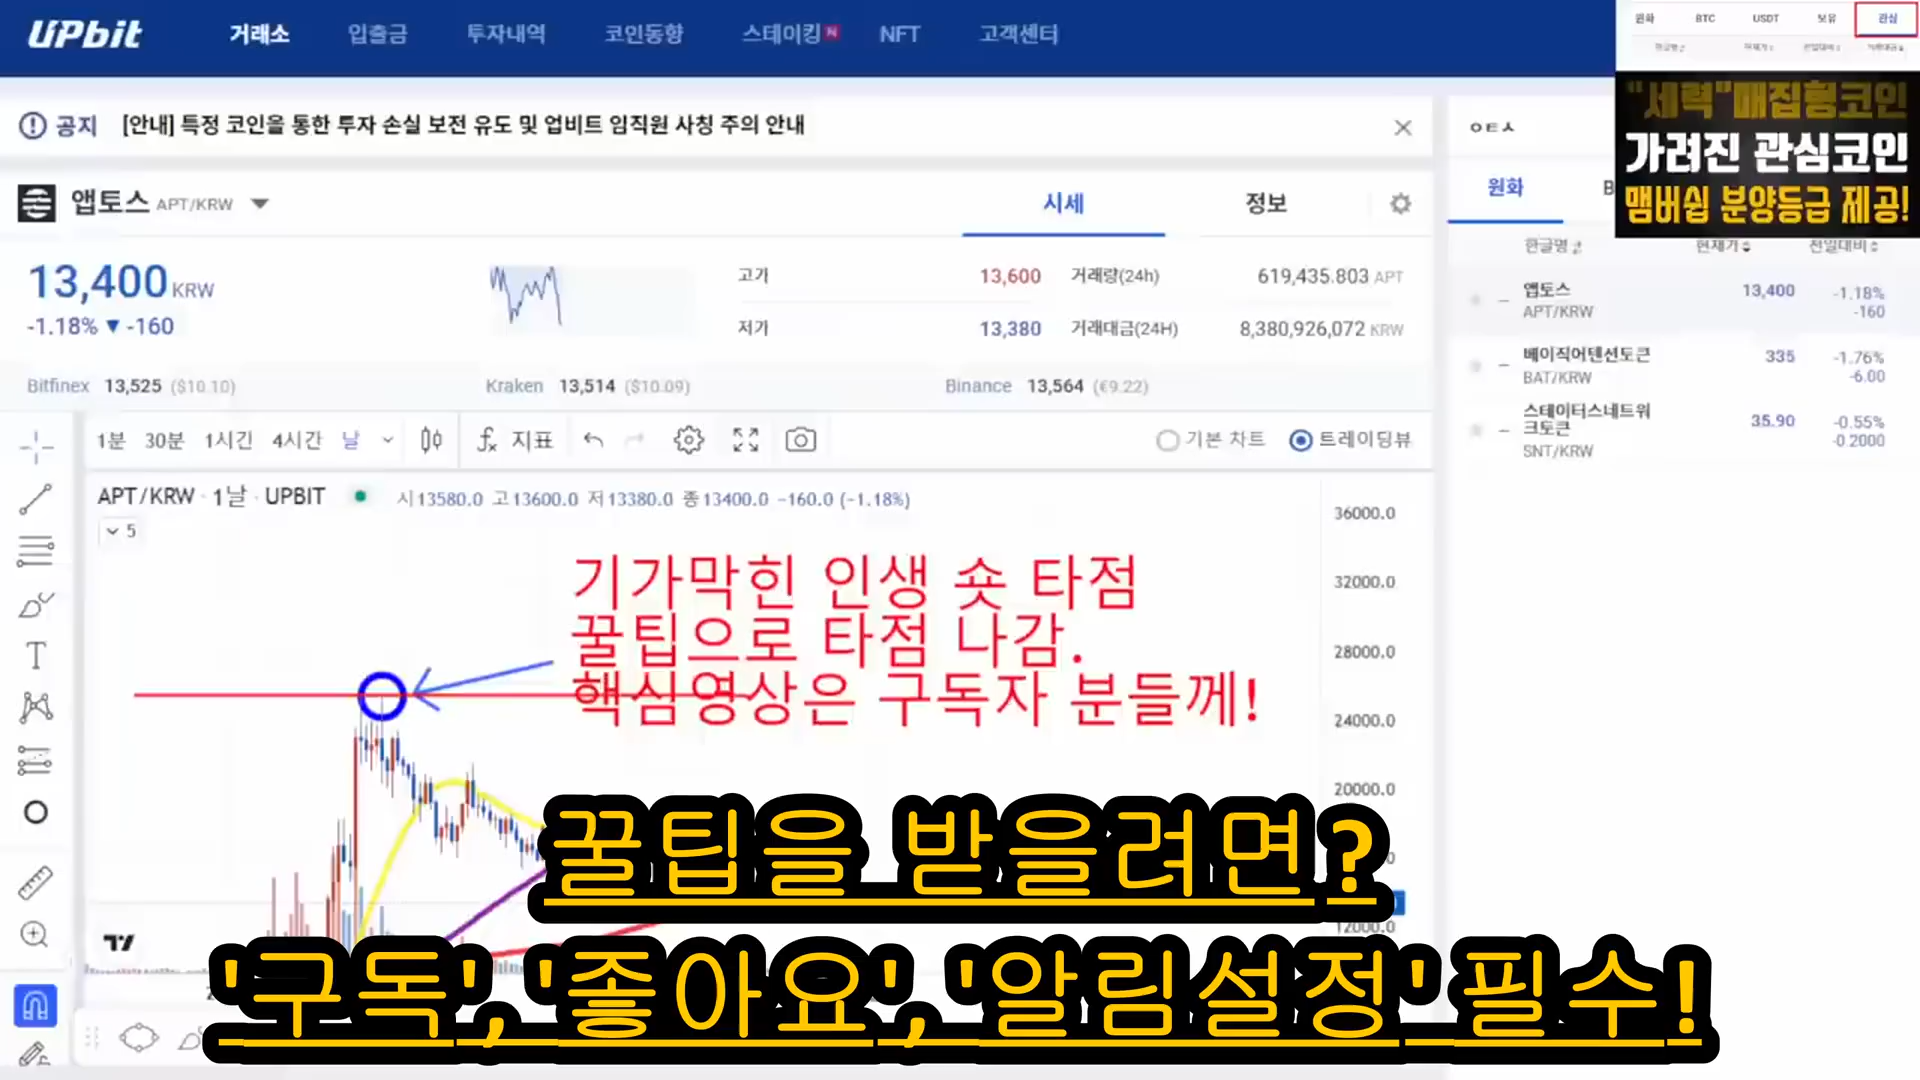 UPbit 거래소 입출금 투자내역 코인동향 스테이킹 N NFT 고객센터
원화 BTC USDT 보유 관심
"세력"매집형코인
가려진 관심코인
맴버쉽 분양등급 제공!
공지 [안내] 특정 코인을 통한 투자 손실 보전 유도 및 업비트 임직원 사칭 주의 안내
ㅇㅌㅅ
앱토스 APT/KRW 시세 정보
원화 B
한글명 현재가 전일대비
13,400 KRW
-1.18% ▼ -160
고가 13,600 거래량(24h) 619,435.803 APT
저가 13,380 거래대금(24H) 8,380,926,072 KRW
앱토스 13,400 -1.18%
APT/KRW -160
베이직어텐션토큰 335 -1.76%
BAT/KRW -6.00
스테이터스네트워 35.90 -0.55%
크토큰 -0.2000
SNT/KRW
Bitfinex 13,525 ($10.10) Kraken 13,514 ($10.09) Binance 13,564 (€9.22)
1분 30분 1시간 4시간 날 지표 기본 차트 트레이딩뷰
APT/KRW · 1날 · UPBIT 시13580.0 고13600.0 저13380.0 종13400.0 -160.0 (-1.18%)
5
36000.0
32000.0
28000.0
24000.0
20000.0
12000.0
기가막힌 인생 숏 타점
꿀팁으로 타점 나감.
핵심영상은 구독자 분들께!
꿀팁을 받을려면?
'구독','좋아요','알림설정' 필수!